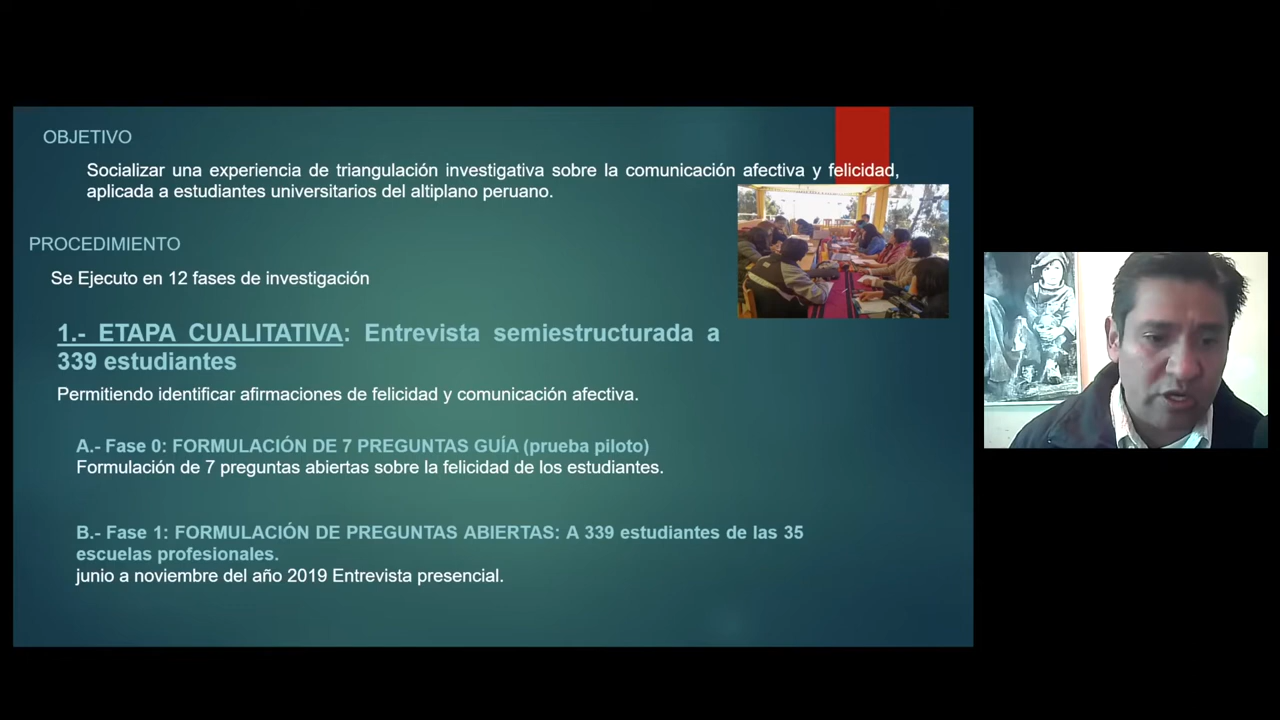 OBJETIVO
Socializar una experiencia de triangulación investigativa sobre la comunicación afectiva y felicidad,
aplicada a estudiantes universitarios del altiplano peruano.
PROCEDIMIENTO
Se Ejecuto en 12 fases de investigación
1.- ETAPA CUALITATIVA: Entrevista semiestructurada a
339 estudiantes
Permitiendo identificar afirmaciones de felicidad y comunicación afectiva.
A.- Fase 0: FORMULACIÓN DE 7 PREGUNTAS GUÍA (prueba piloto)
Formulación de 7 preguntas abiertas sobre la felicidad de los estudiantes.
B.- Fase 1: FORMULACIÓN DE PREGUNTAS ABIERTAS: A 339 estudiantes de las 35
escuelas profesionales.
junio a noviembre del año 2019 Entrevista presencial.